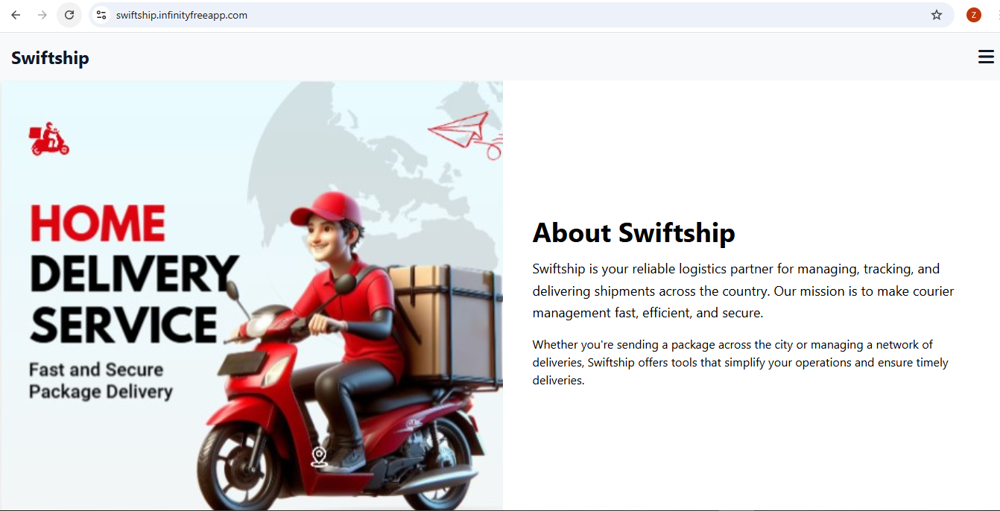 swiftship.infinityfreeapp.com
Z
Swiftship
HOME
DELIVERY
SERVICE
Fast and Secure
Package Delivery
About Swiftship
Swiftship is your reliable logistics partner for managing, tracking, and
delivering shipments across the country. Our mission is to make courier
management fast, efficient, and secure.
Whether you're sending a package across the city or managing a network of
deliveries, Swiftship offers tools that simplify your operations and ensure timely
deliveries.